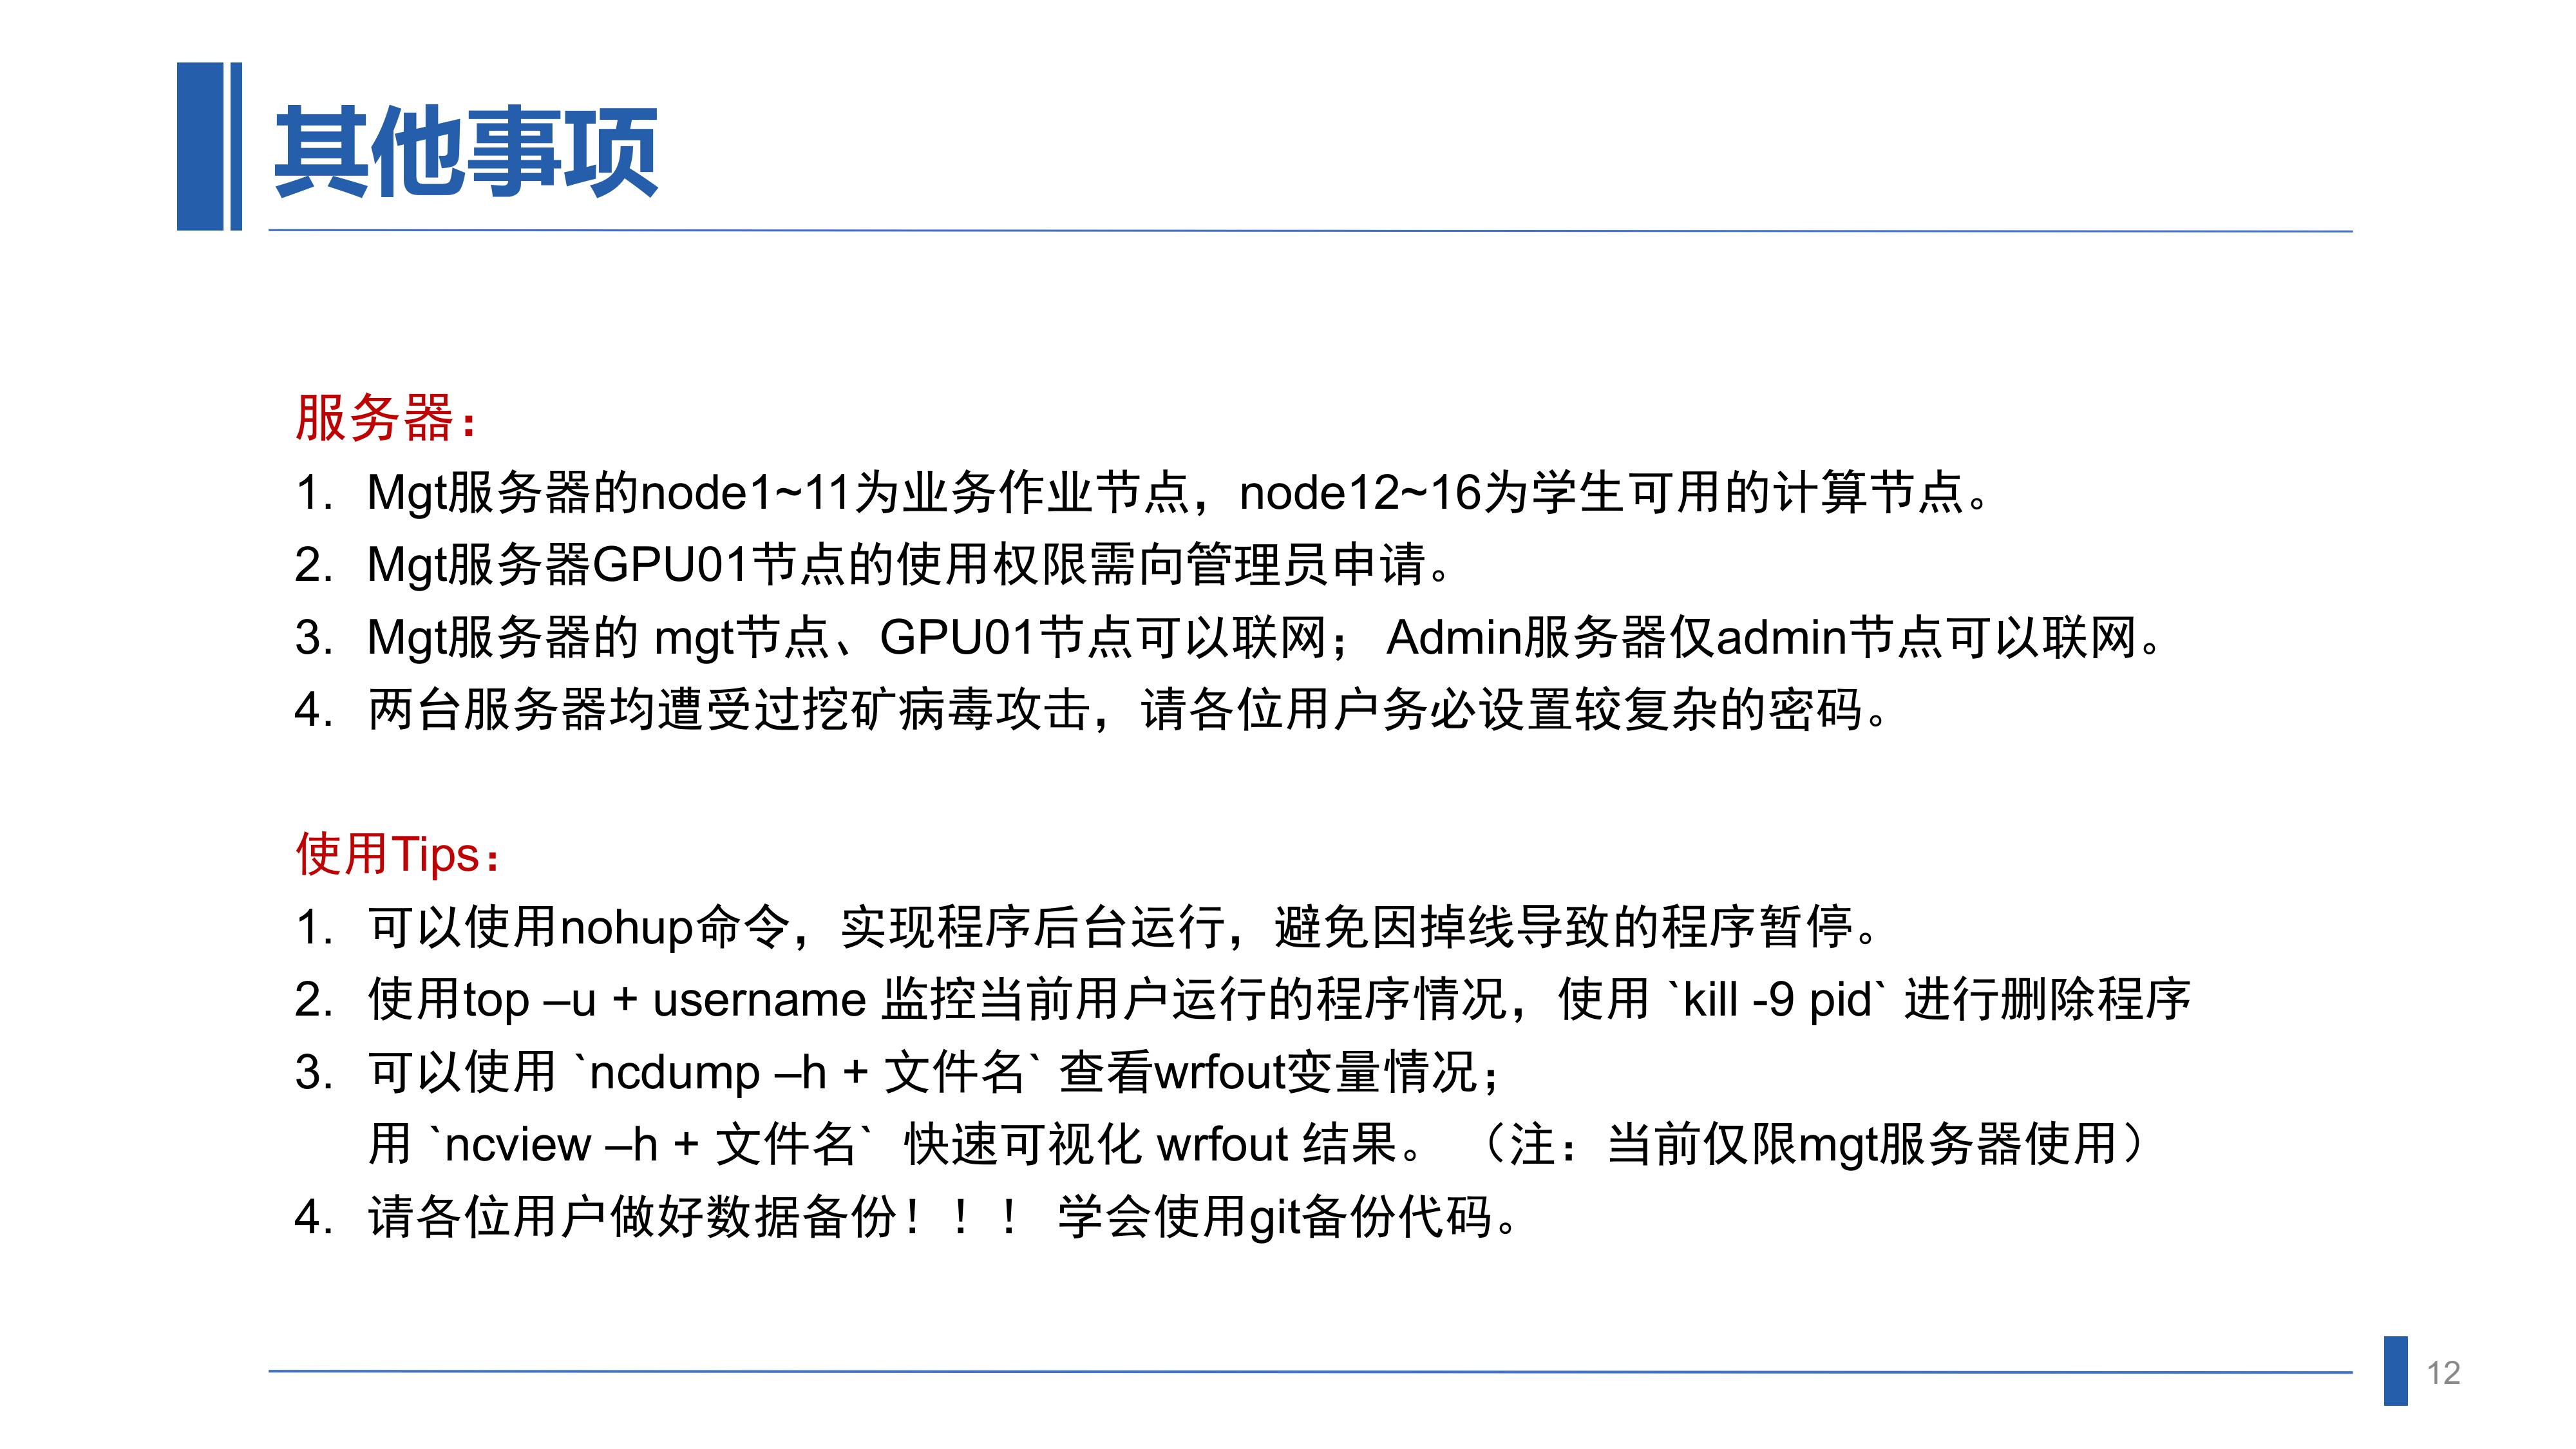 其他事项
服务器：
1. Mgt服务器的node1~11为业务作业节点，node12~16为学生可用的计算节点。
2. Mgt服务器GPU01节点的使用权限需向管理员申请。
3. Mgt服务器的 mgt节点、GPU01节点可以联网； Admin服务器仅admin节点可以联网。
4. 两台服务器均遭受过挖矿病毒攻击，请各位用户务必设置较复杂的密码。
使用Tips：
1. 可以使用nohup命令，实现程序后台运行，避免因掉线导致的程序暂停。
2. 使用top –u + username 监控当前用户运行的程序情况，使用 `kill -9 pid` 进行删除程序
3. 可以使用 `ncdump –h + 文件名` 查看wrfout变量情况；
用 `ncview –h + 文件名`  快速可视化 wrfout 结果。 （注：当前仅限mgt服务器使用）
4. 请各位用户做好数据备份！！！ 学会使用git备份代码。
12